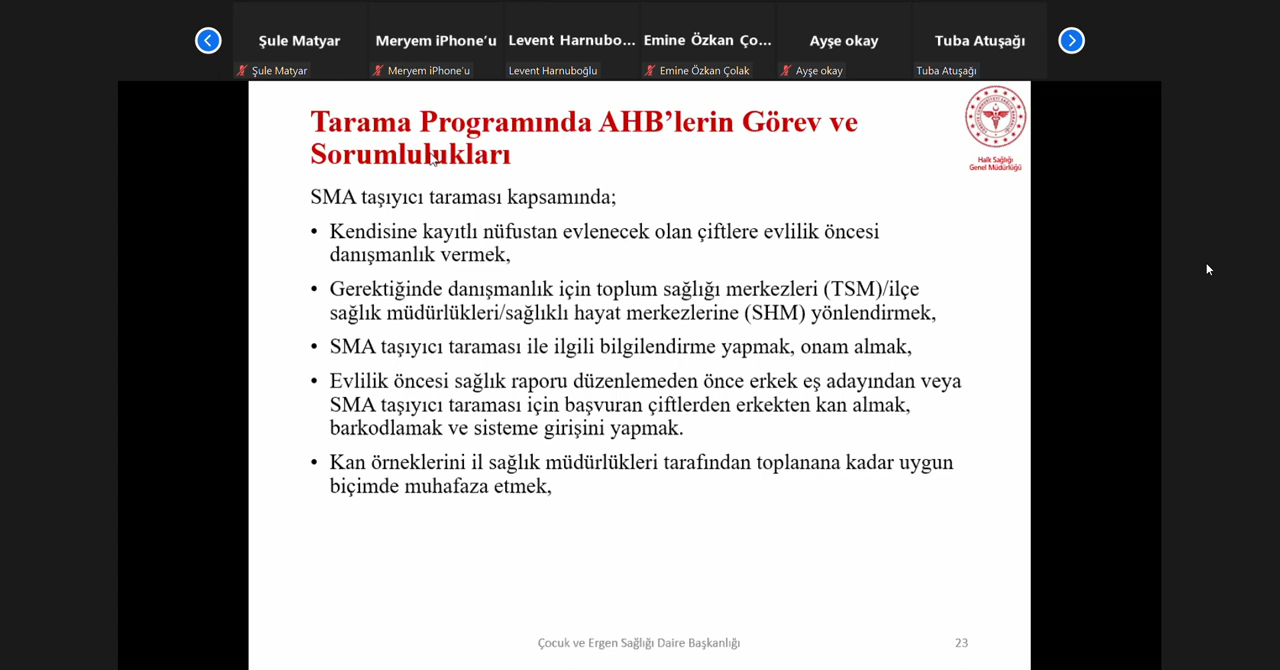 Şule Matyar
Meryem iPhone'u
Levent Harnubo...
Emine Özkan Ço...
Ayşe okay
Tuba Atuşağı
Şule Matyar
Meryem iPhone'u
Levent Harnuboğlu
Emine Özkan Çolak
Ayşe okay
Tuba Atuşağı
Tarama Programında AHB'lerin Görev ve
Sorumlulukları
Halk Sağlığı
Genel Müdürlüğü
SMA taşıyıcı taraması kapsamında;
• Kendisine kayıtlı nüfustan evlenecek olan çiftlere evlilik öncesi
danışmanlık vermek,
• Gerektiğinde danışmanlık için toplum sağlığı merkezleri (TSM)/ilçe
sağlık müdürlükleri/sağlıklı hayat merkezlerine (SHM) yönlendirmek,
• SMA taşıyıcı taraması ile ilgili bilgilendirme yapmak, onam almak,
• Evlilik öncesi sağlık raporu düzenlemeden önce erkek eş adayından veya
SMA taşıyıcı taraması için başvuran çiftlerden erkekten kan almak,
barkodlamak ve sisteme girişini yapmak.
• Kan örneklerini il sağlık müdürlükleri tarafından toplanana kadar uygun
biçimde muhafaza etmek,
Çocuk ve Ergen Sağlığı Daire Başkanlığı
23